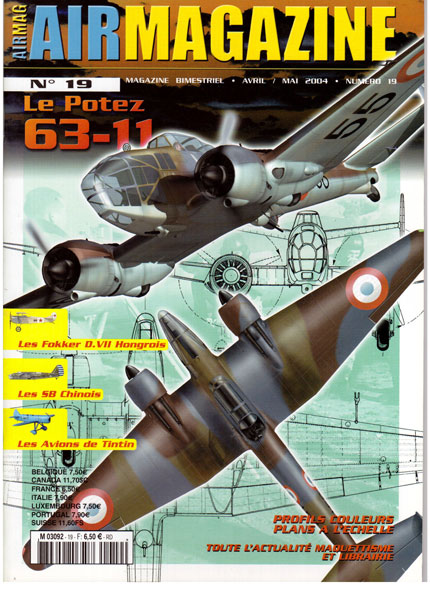 AIRMAG
AIRMAGAZINE
N° 19
MAGAZINE BIMESTRIEL • AVRIL / MAI 2004 • NUMERO 19
Le Potez
63-11
Les Fokker D.VII Hongrois
Les SB Chinois
Les Avions de Tintin
BELGIQUE 7,50€
CANADA 11,70$C
FRANCE 6,50€
ITALIE 7,90€
LUXEMBOURG 7,50€
PORTUGAL 7,90€
SUISSE 11,60FS
PROFILS COULEURS
PLANS A L'ECHELLE
TOUTE L'ACTUALITÉ MAQUETTISME
ET LIBRAIRIE
M 03092 - 19 - F: 6,50 € - RD